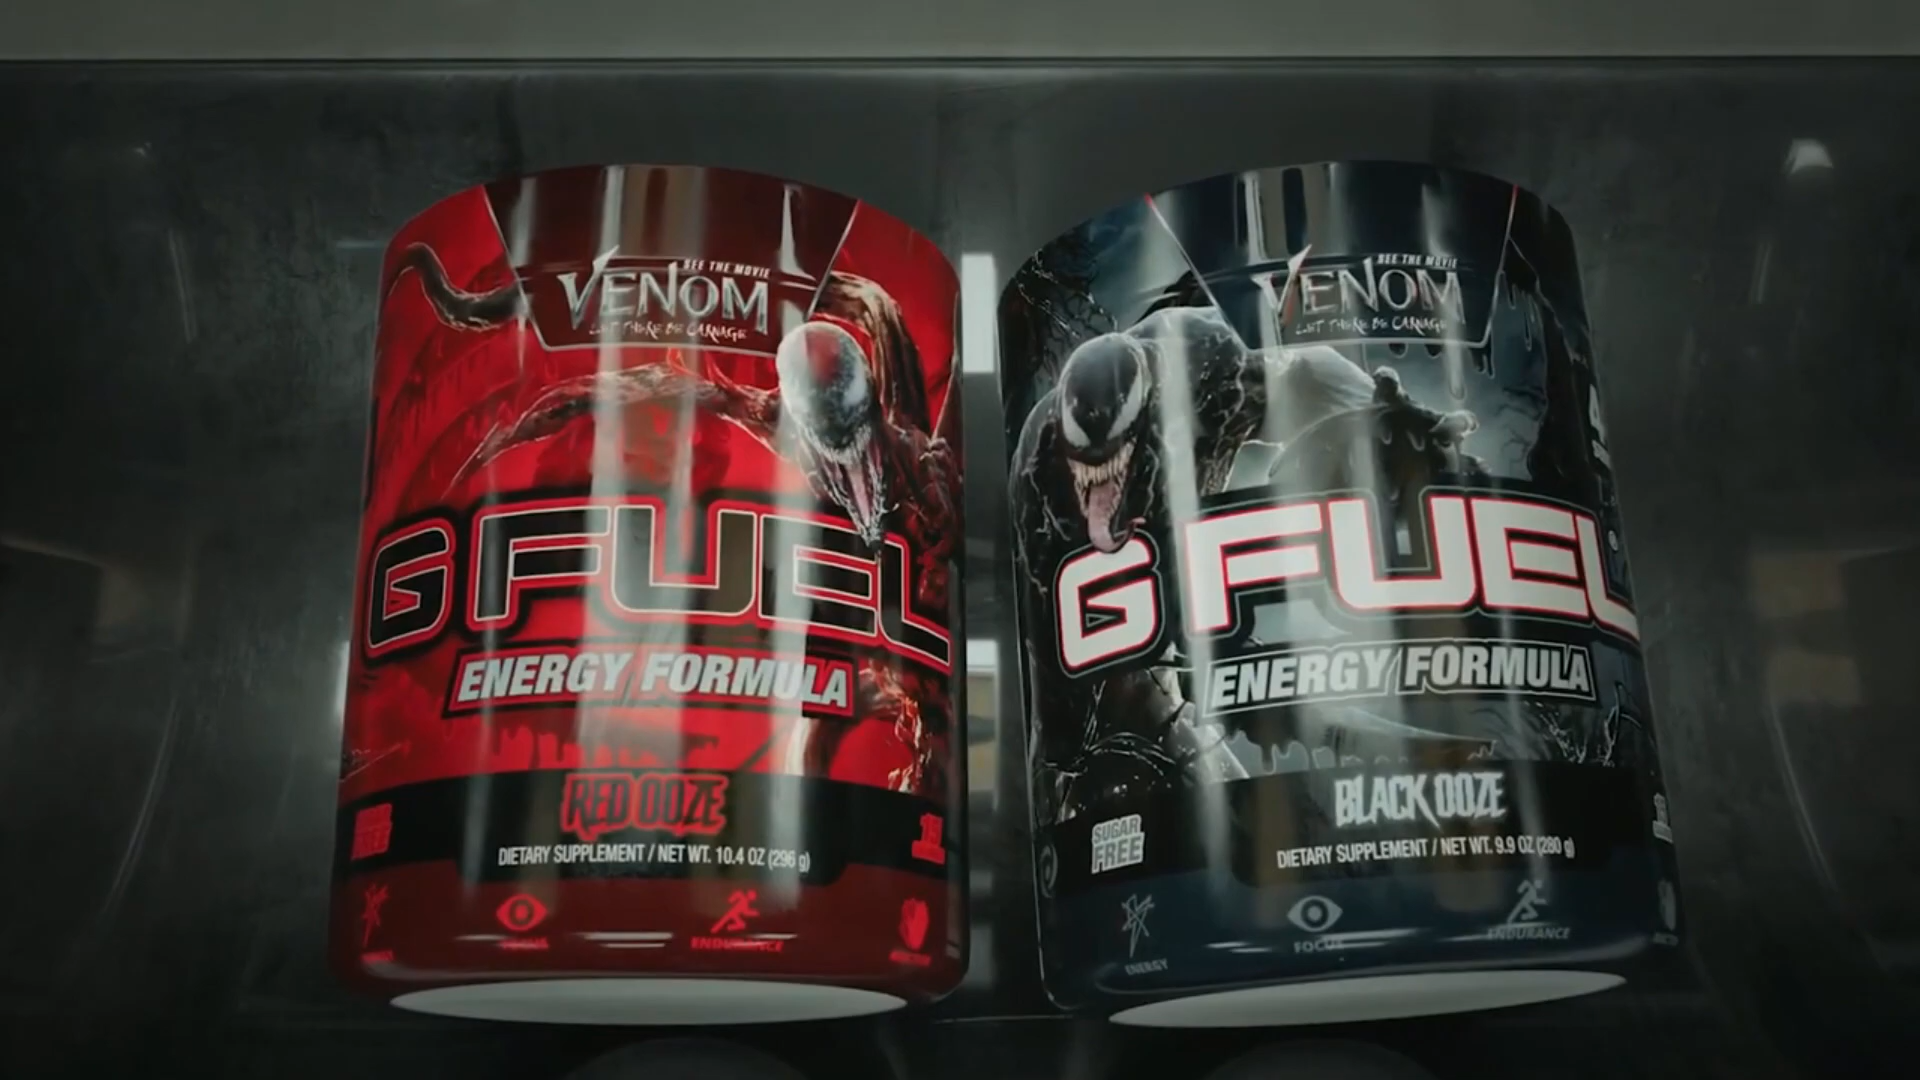 SEE THE MOVIE
VENOM
LET THERE BE CARNAGE
G FUEL
ENERGY FORMULA
RED OOZE
DIETARY SUPPLEMENT / NET WT. 10.4 OZ (296 g)
FOCUS
ENDURANCE
SEE THE MOVIE
VENOM
LET THERE BE CARNAGE
G FUEL
ENERGY FORMULA
BLACK OOZE
SUGAR
FREE
DIETARY SUPPLEMENT / NET WT. 9.9 OZ (280 g)
ENERGY
FOCUS
ENDURANCE